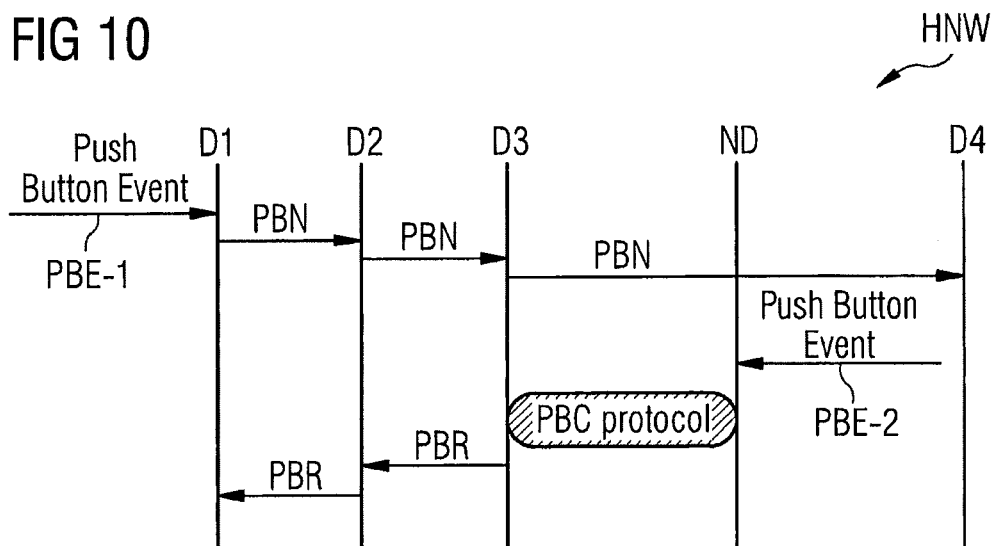 FIG 10
HNW
Push
Button Event
D1
D2
D3
ND
D4
PBN
PBN
PBN
PBE-1
Push Button
Event
PBE-2
PBC protocol
PBR
PBR